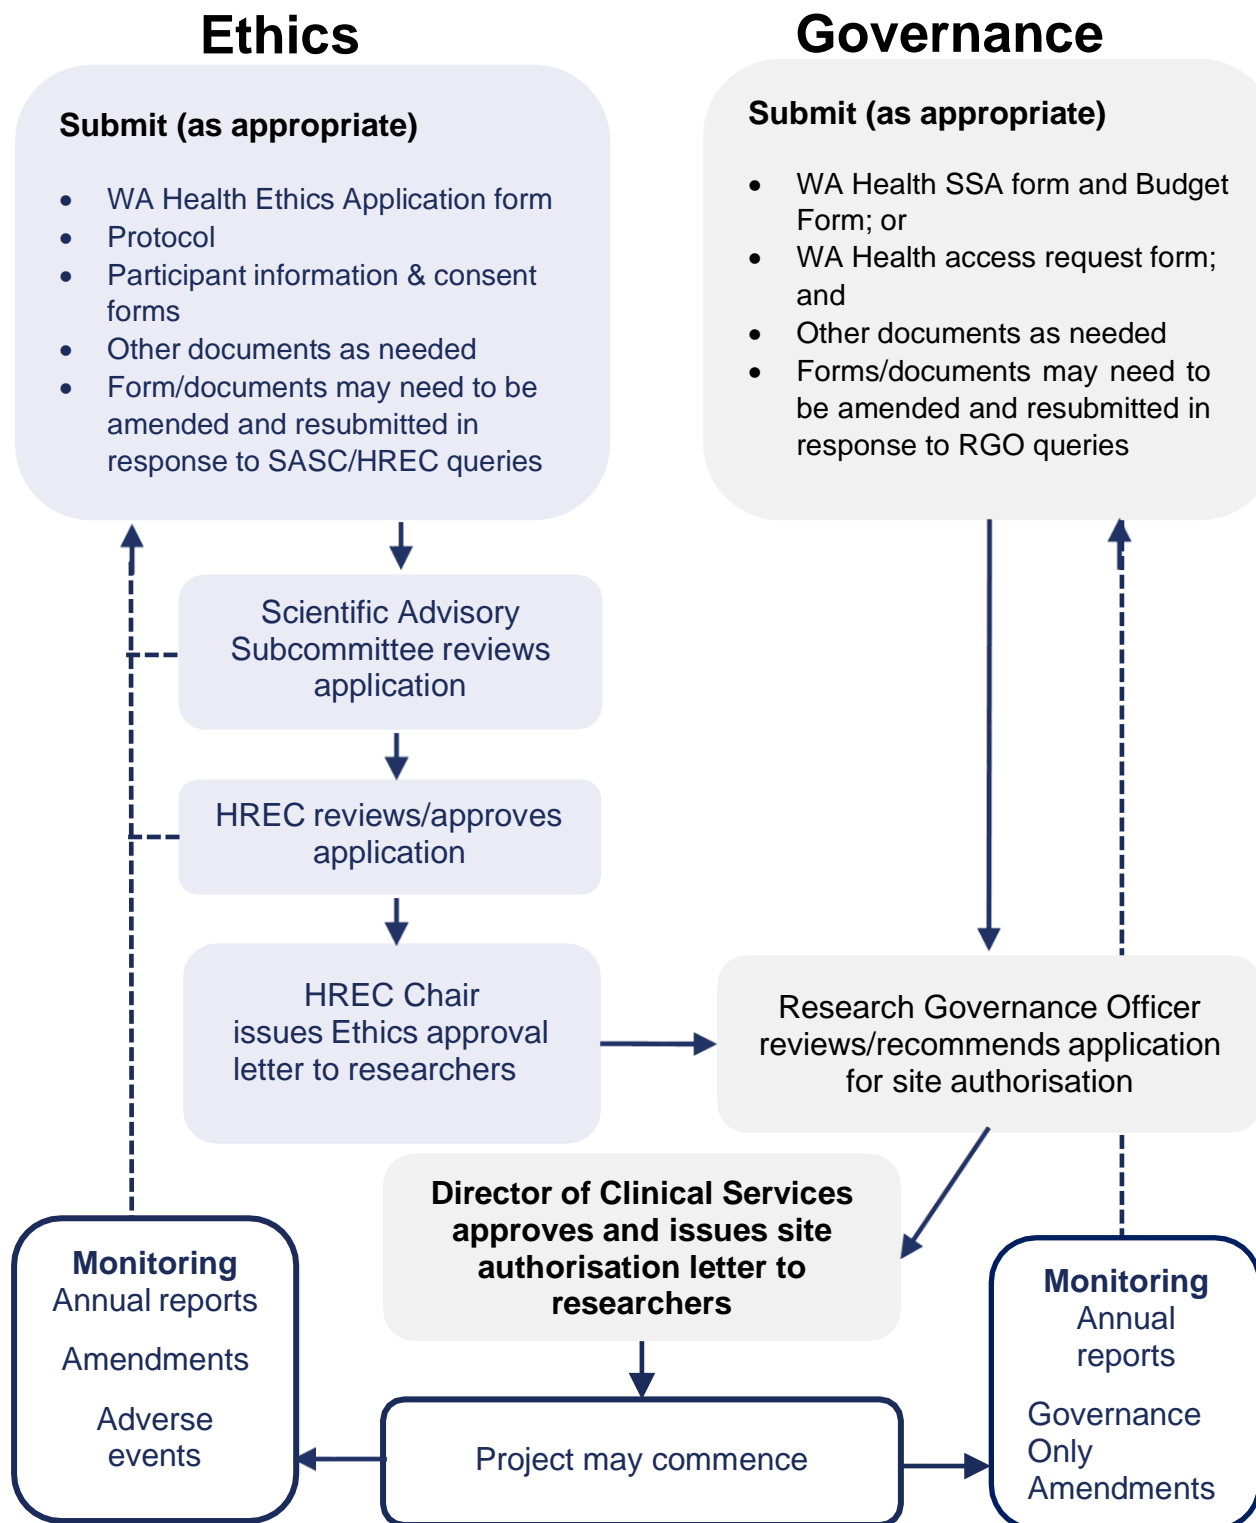 Ethics
Submit (as appropriate)
• WA Health Ethics Application form
• Protocol
• Participant information & consent
forms
• Other documents as needed
• Form/documents may need to be
amended and resubmitted in
response to SASC/HREC queries
Governance
Submit (as appropriate)
• WA Health SSA form and Budget
Form; or
• WA Health access request form;
and
• Other documents as needed
• Forms/documents may need to
be amended and resubmitted in
response to RGO queries
Scientific Advisory
Subcommittee reviews
application
HREC reviews/approves
application
HREC Chair
issues Ethics approval
letter to researchers
Research Governance Officer
reviews/recommends application
for site authorisation
Director of Clinical Services
approves and issues site
authorisation letter to
researchers
Monitoring
Annual reports
Amendments
Adverse
events
Project may commence
Monitoring
Annual
reports
Governance
Only
Amendments